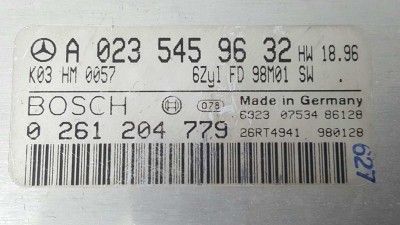 A 023 545 96 32 HW 18.96
K03 HM 0057 6Zyl FD 98M01 SW .
BOSCH 078 Made in Germany
6323 07534 86128
0 261 204 779 26RT4941 980128
627